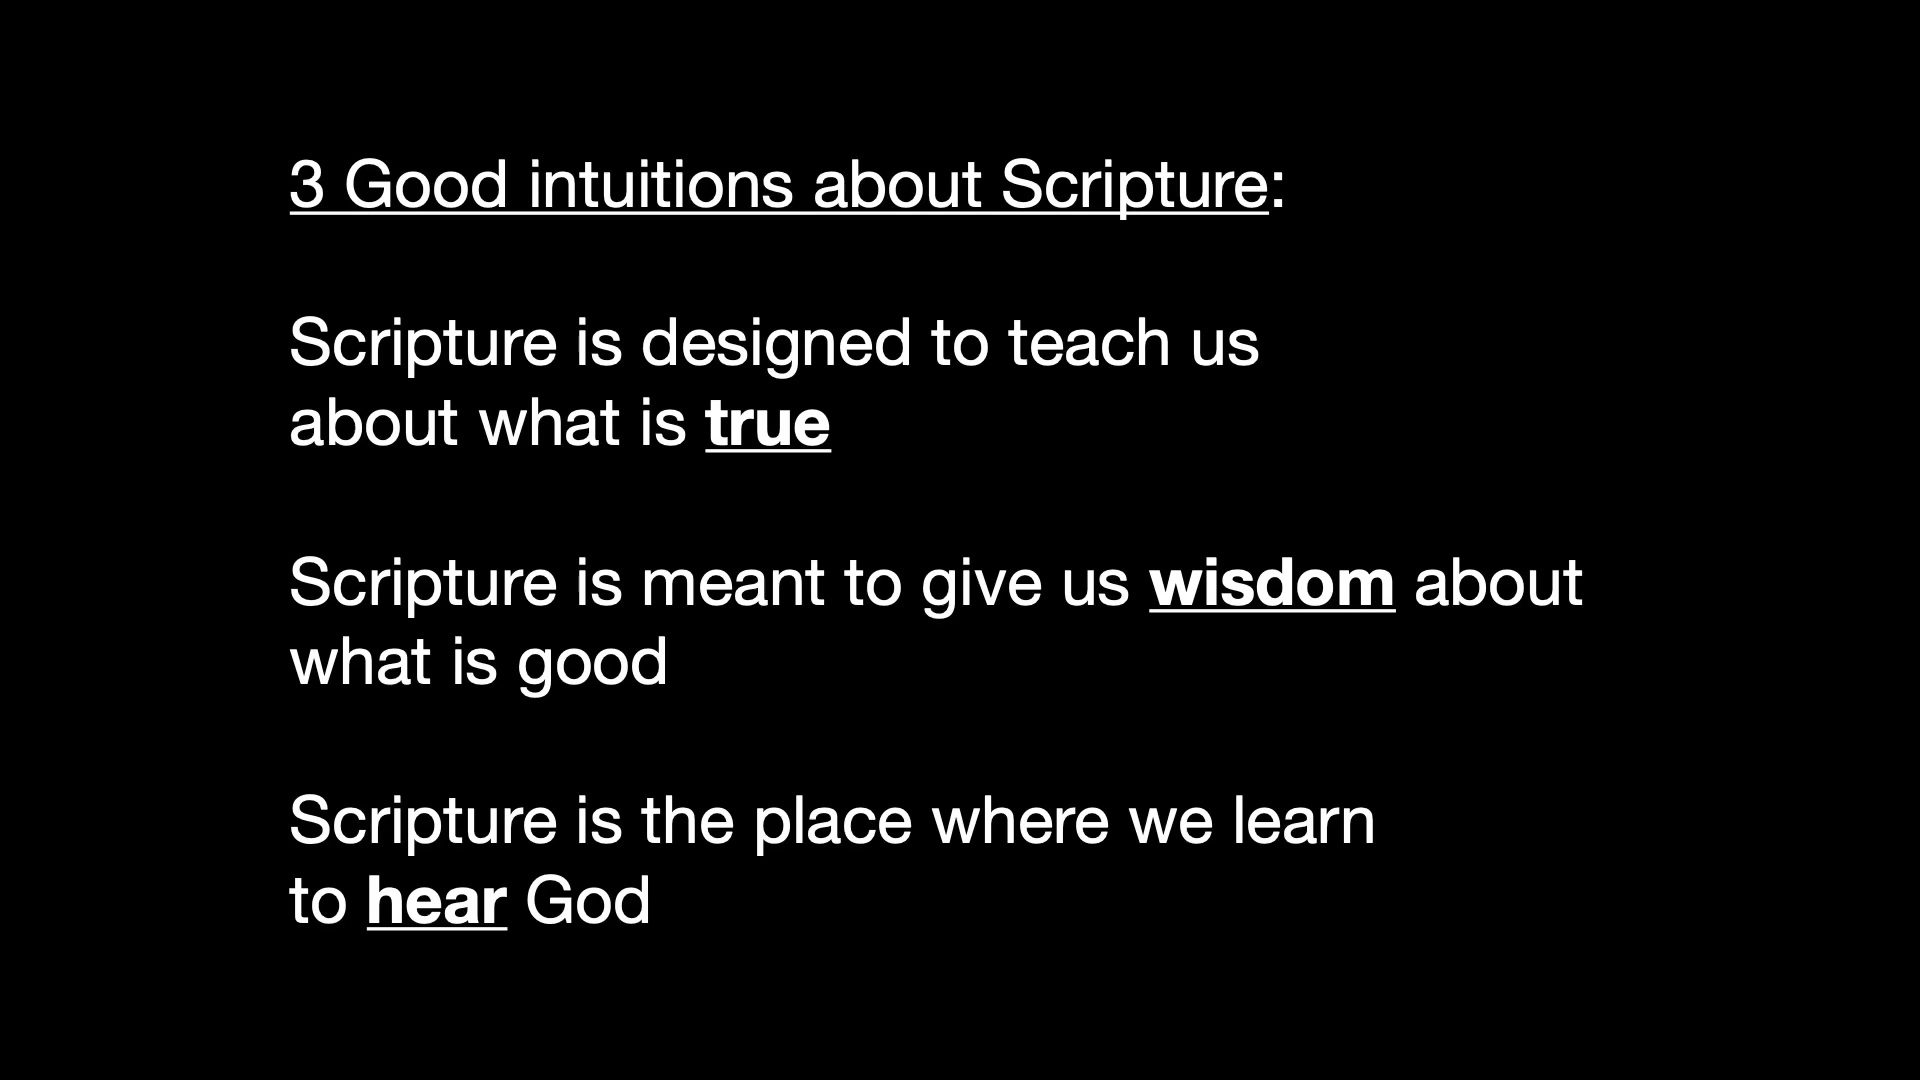 3 Good intuitions about Scripture:
Scripture is designed to teach us
about what is true
Scripture is meant to give us wisdom about
what is good
Scripture is the place where we learn
to hear God